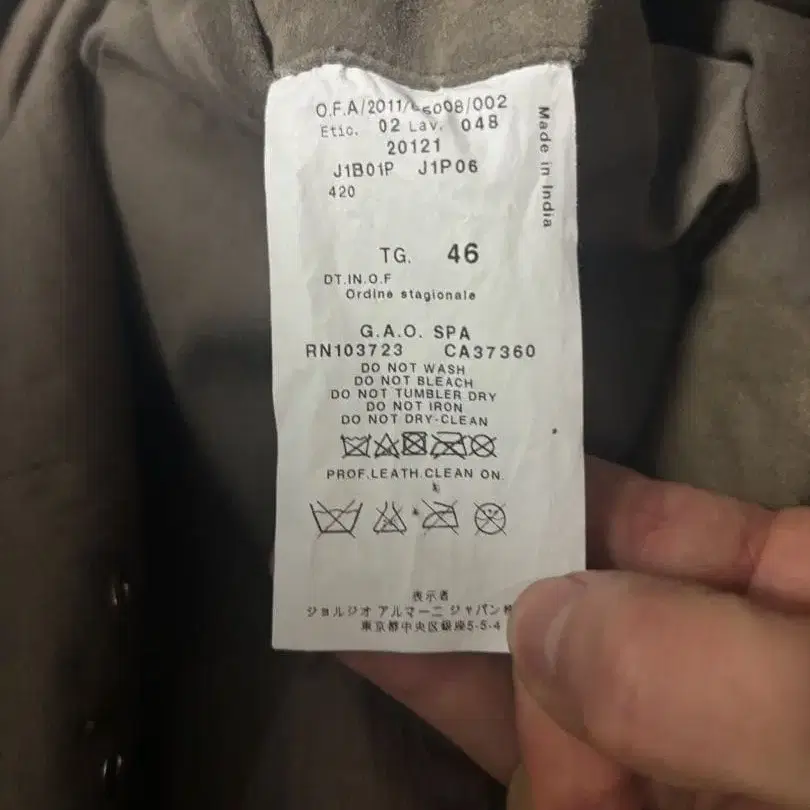 O.F.A/2011/ 5008/002
Etic. 02 Lav. 048
20121
J1B01P J1P06
420
Made in India
TG. 46
DT.IN.O.F
Ordine stagionale
G.A.O. SPA
RN103723 CA37360
DO NOT WASH
DO NOT BLEACH
DO NOT TUMBLER DRY
DO NOT IRON
DO NOT DRY-CLEAN
PROF.LEATH.CLEAN ON.
表示者
ジョルジオ アルマーニ ジャパン
東京都中央区銀座5-5-4